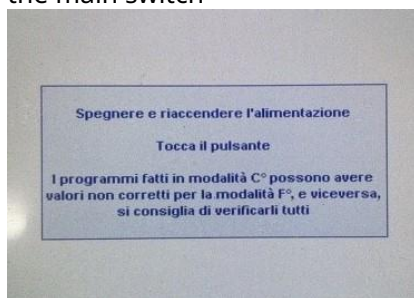 the main switch
Spegnere e riaccendere l'alimentazione
Tocca il pulsante
I programmi fatti in modalità C° possono avere
valori non corretti per la modalità F°, e viceversa,
si consiglia di verificarli tutti